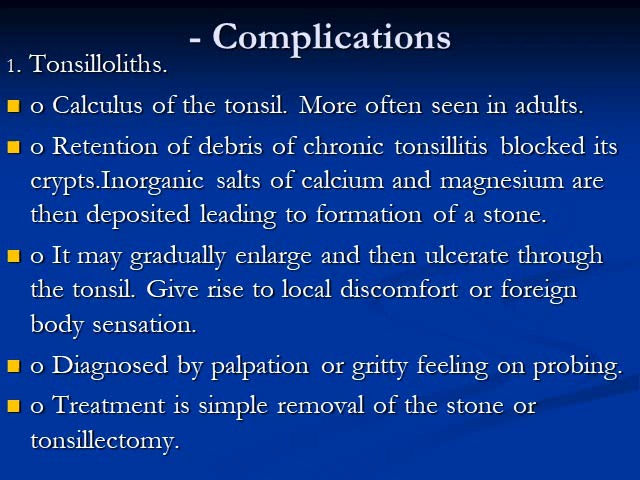 - Complications
1. Tonsilloliths.
o Calculus of the tonsil. More often seen in adults.
o Retention of debris of chronic tonsillitis blocked its
crypts.Inorganic salts of calcium and magnesium are
then deposited leading to formation of a stone.
o It may gradually enlarge and then ulcerate through
the tonsil. Give rise to local discomfort or foreign
body sensation.
o Diagnosed by palpation or gritty feeling on probing.
o Treatment is simple removal of the stone or
tonsillectomy.